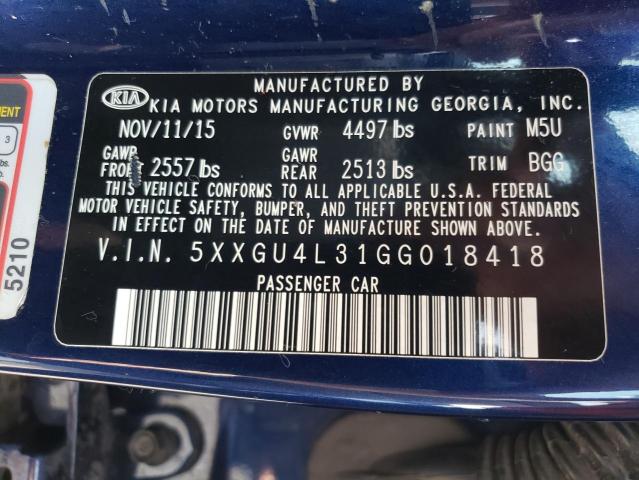 MANUFACTURED BY
KIA KIA MOTORS MANUFACTURING GEORGIA, INC.
NOV/11/15 GVWR 4497 lbs PAINT M5U
GAWR FRONT 2557 lbs GAWR REAR 2513 lbs TRIM BGG
THIS VEHICLE CONFORMS TO ALL APPLICABLE U.S.A. FEDERAL
MOTOR VEHICLE SAFETY, BUMPER, AND THEFT PREVENTION STANDARDS
IN EFFECT ON THE DATE OF MANUFACTURE SHOWN ABOVE.
V.I.N. 5XXGU4L31GG018418
PASSENGER CAR
3
lbs.
5210